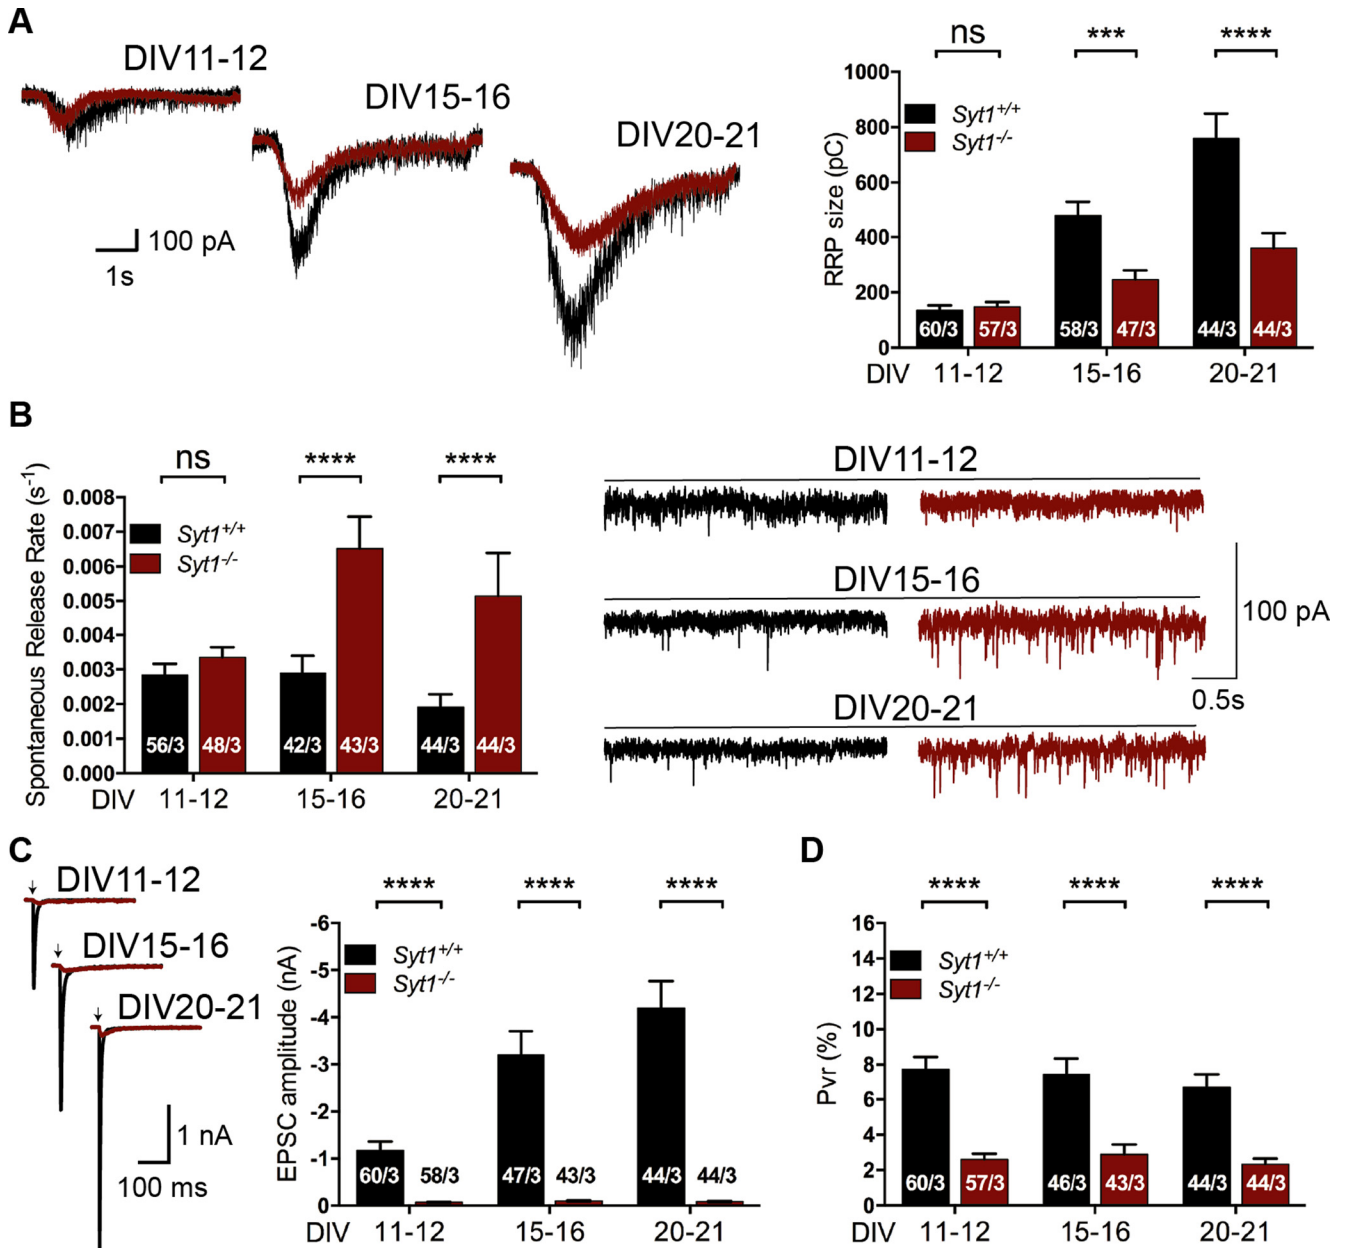 A
DIV11-12
DIV15-16
DIV20-21
100 pA
1s
ns *** ****
RRP size (pC)
1000
800
600
400
200
0
Syt1+/+
Syt1-/-
60/3 57/3 58/3 47/3 44/3 44/3
DIV 11-12 15-16 20-21
B
ns **** ****
Spontaneous Release Rate (s-1)
0.008
0.007
0.006
0.005
0.004
0.003
0.002
0.001
0.000
Syt1+/+
Syt1-/-
56/3 48/3 42/3 43/3 44/3 44/3
DIV 11-12 15-16 20-21
DIV11-12
DIV15-16
DIV20-21
100 pA
0.5s
C
DIV11-12
DIV15-16
DIV20-21
1 nA
100 ms
**** **** ****
EPSC amplitude (nA)
-6
-5
-4
-3
-2
-1
0
Syt1+/+
Syt1-/-
60/3 58/3 47/3 43/3 44/3 44/3
DIV 11-12 15-16 20-21
D
**** **** ****
Pvr (%)
16
14
12
10
8
6
4
2
0
Syt1+/+
Syt1-/-
60/3 57/3 46/3 43/3 44/3 44/3
DIV 11-12 15-16 20-21